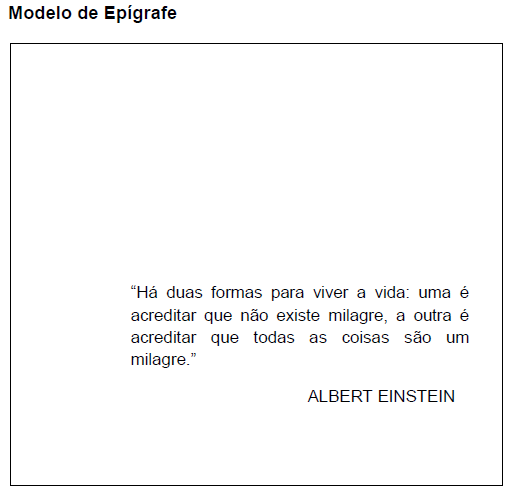 Modelo de Epígrafe
“Há duas formas para viver a vida: uma é
acreditar que não existe milagre, a outra é
acreditar que todas as coisas são um
milagre.”
ALBERT EINSTEIN